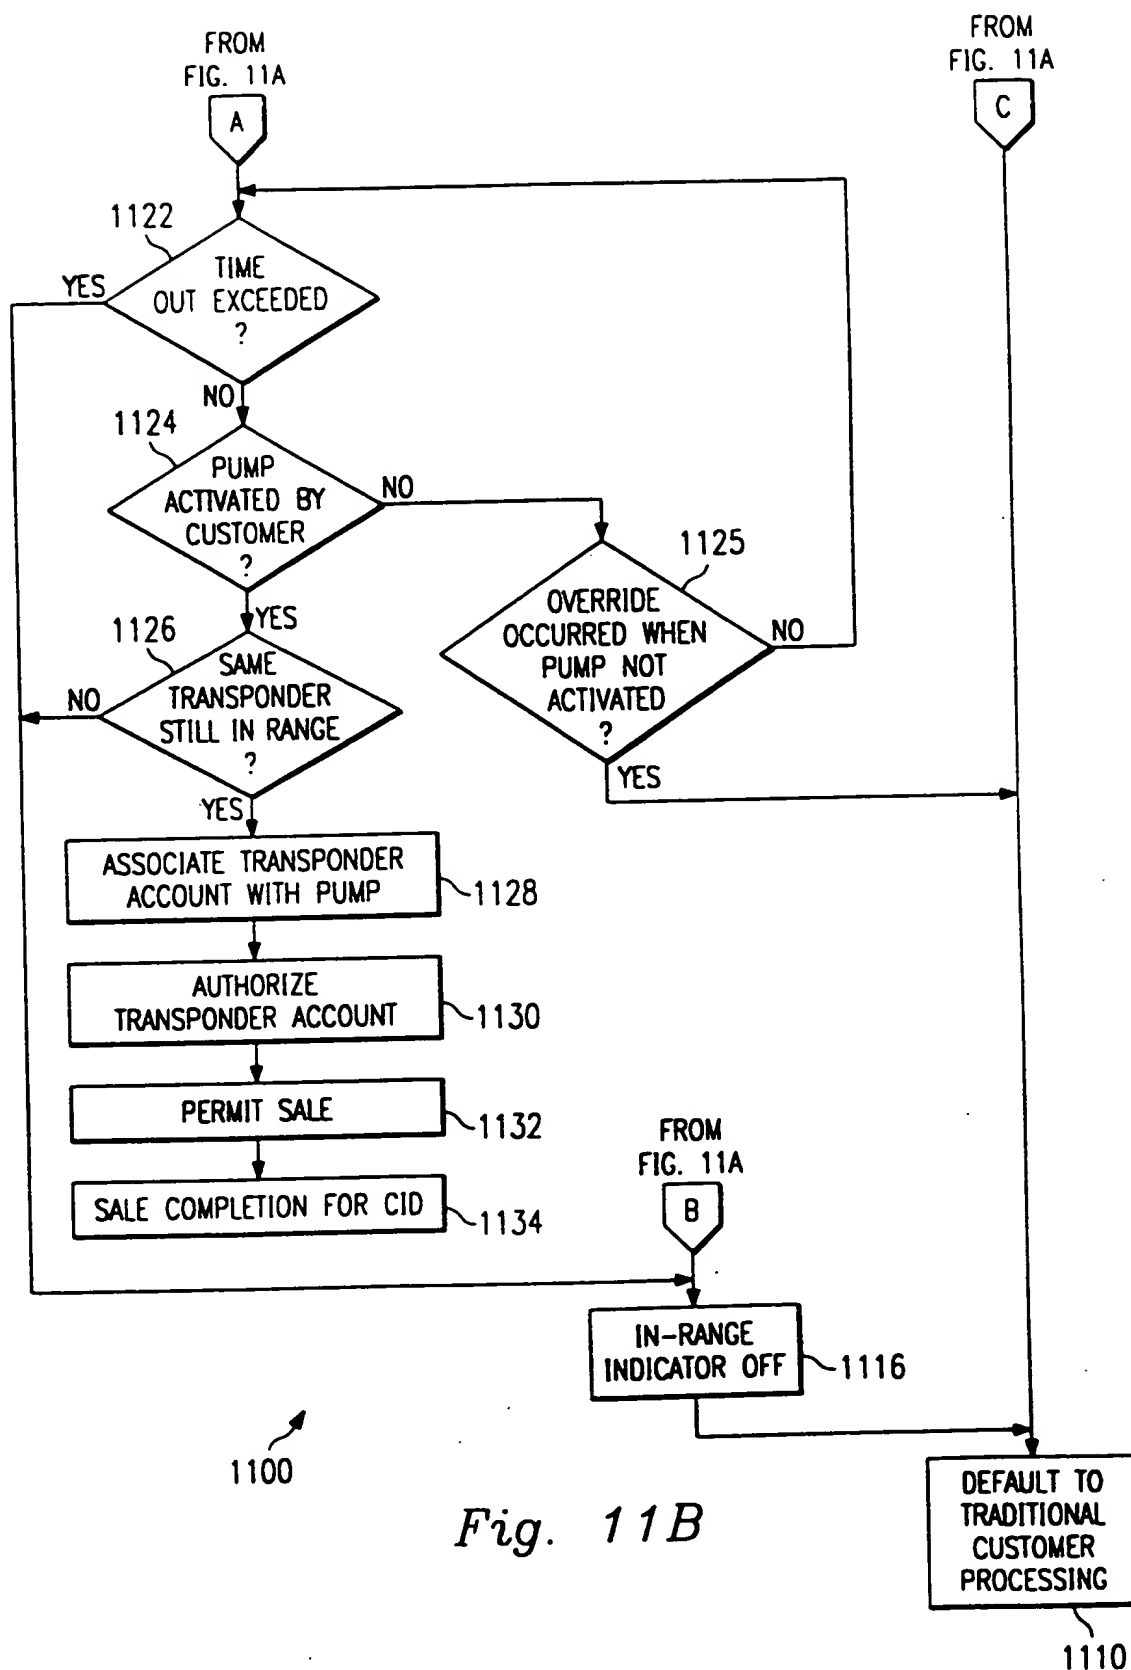 FROM
FIG. 11A
A
FROM
FIG. 11A
C
1122
TIME
OUT EXCEEDED
?
YES
NO
1124
PUMP
ACTIVATED BY
CUSTOMER
?
NO
YES
1125
OVERRIDE
OCCURRED WHEN
PUMP NOT
ACTIVATED
?
NO
YES
1126
SAME
TRANSPONDER
STILL IN RANGE
?
NO
YES
ASSOCIATE TRANSPONDER
ACCOUNT WITH PUMP
1128
AUTHORIZE
TRANSPONDER ACCOUNT
1130
PERMIT SALE
1132
SALE COMPLETION FOR CID
1134
FROM
FIG. 11A
B
IN-RANGE
INDICATOR OFF
1116
1100
DEFAULT TO
TRADITIONAL
CUSTOMER
PROCESSING
1110
Fig. 11B